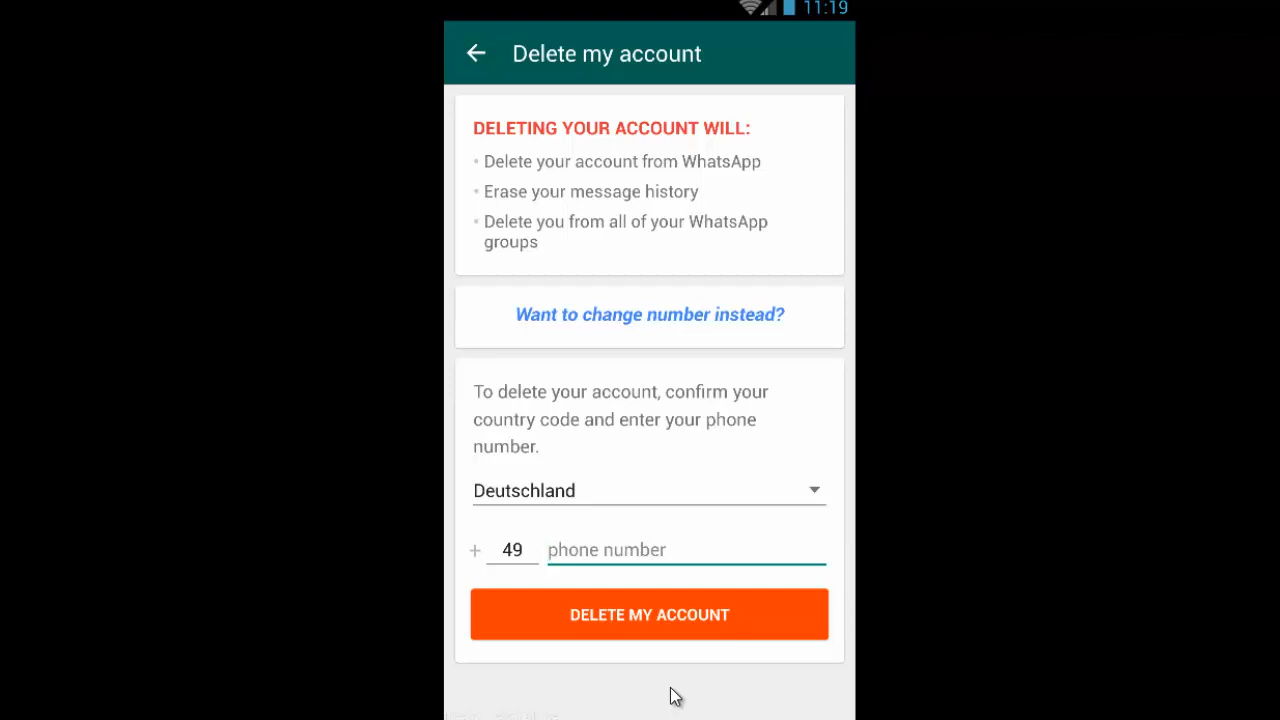 11:19
Delete my account
DELETING YOUR ACCOUNT WILL:
• Delete your account from WhatsApp
• Erase your message history
• Delete you from all of your WhatsApp
groups
Want to change number instead?
To delete your account, confirm your
country code and enter your phone
number.
Deutschland
+ 49 phone number
DELETE MY ACCOUNT